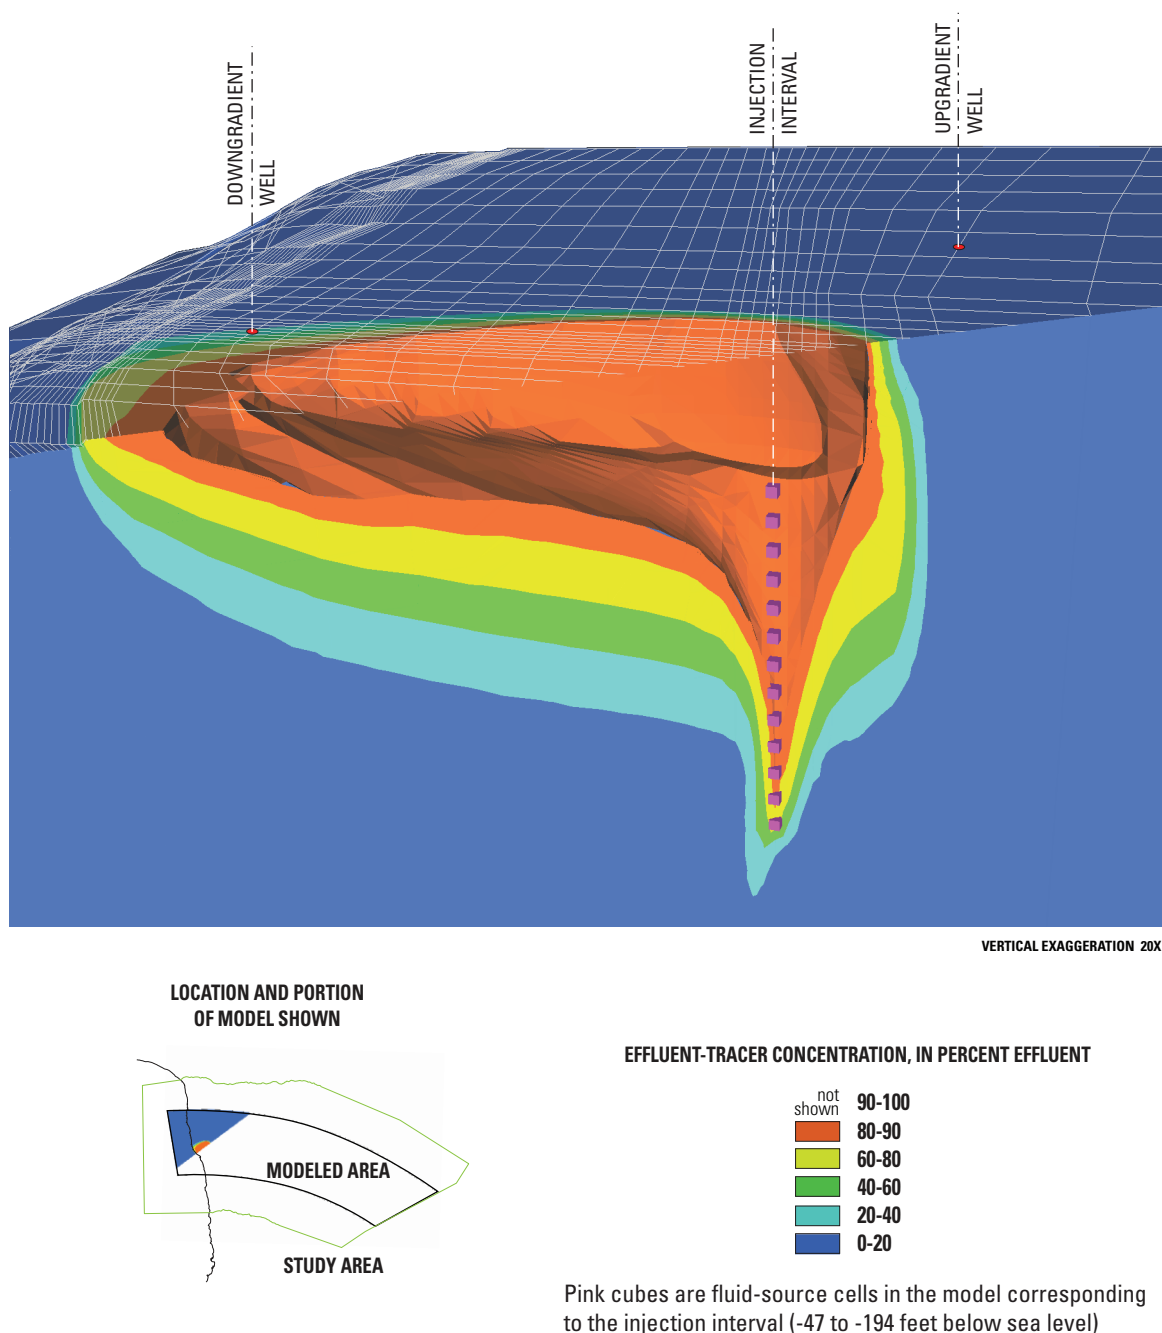 DOWNGRADIENT
WELL
INJECTION
INTERVAL
UPGRADIENT
WELL
VERTICAL EXAGGERATION 20X
LOCATION AND PORTION
OF MODEL SHOWN
MODELED AREA
STUDY AREA
EFFLUENT-TRACER CONCENTRATION, IN PERCENT EFFLUENT
not
shown 90-100
80-90
60-80
40-60
20-40
0-20
Pink cubes are fluid-source cells in the model corresponding
to the injection interval (-47 to -194 feet below sea level)